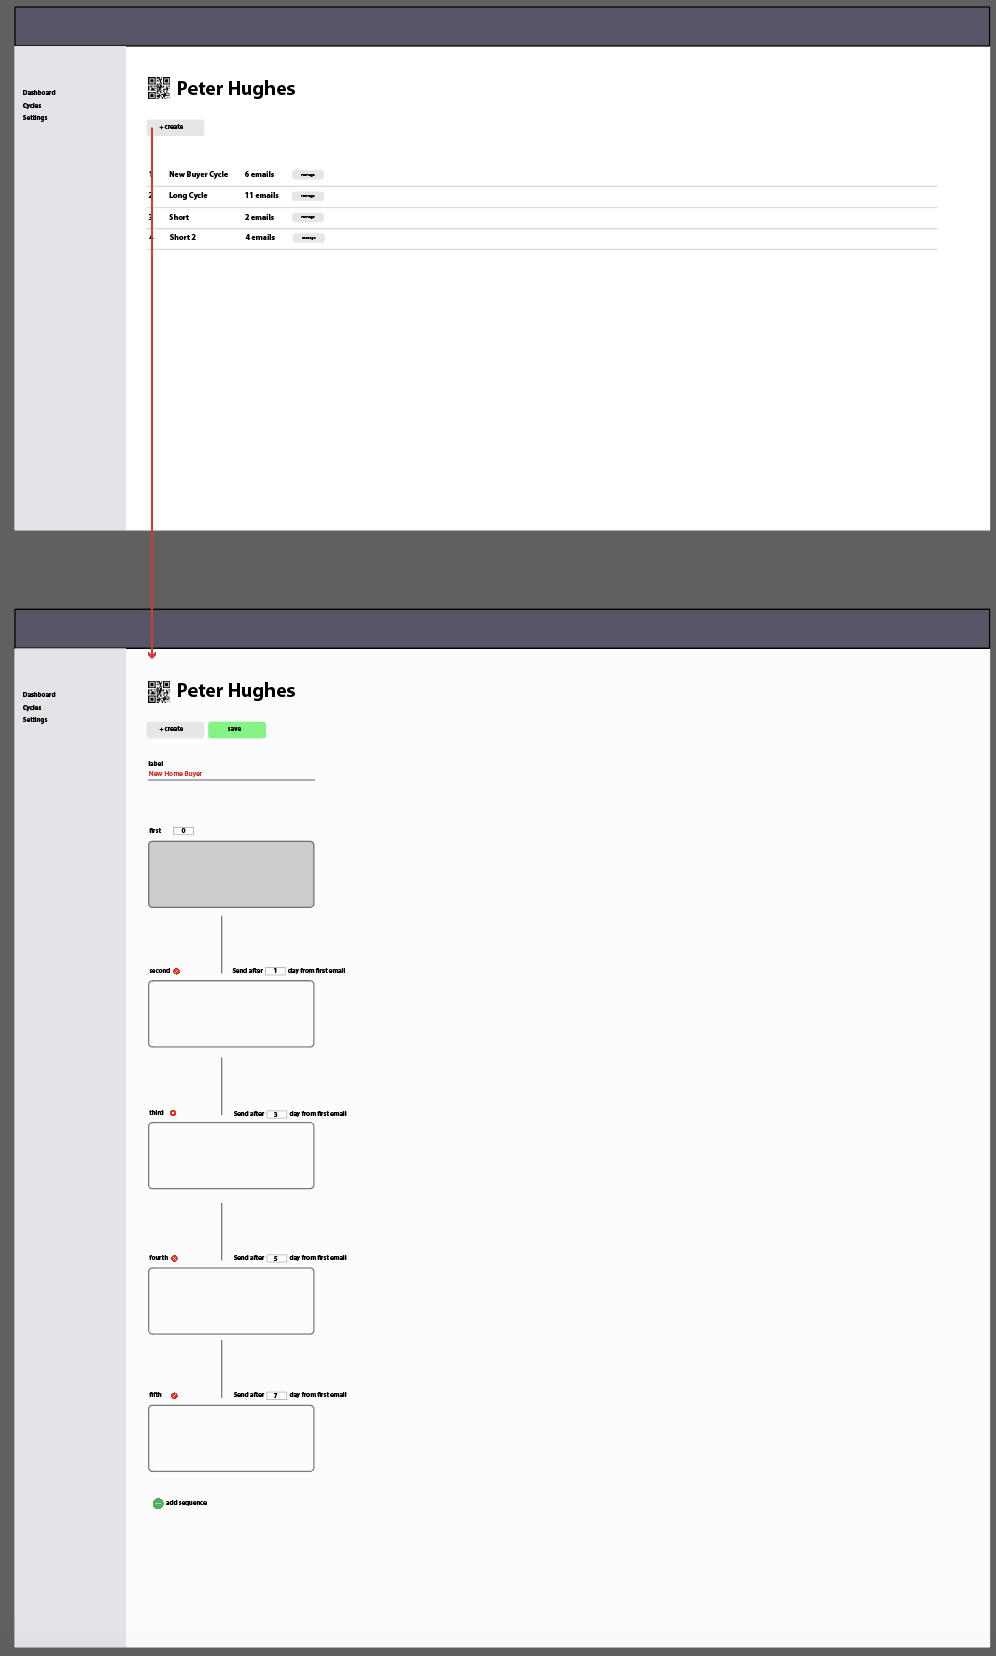 Dashboard
Cycles
Settings
Peter Hughes
+ create
1 New Buyer Cycle 6 emails manage
2 Long Cycle 11 emails manage
3 Short 2 emails manage
4 Short 2 4 emails manage
Dashboard
Cycles
Settings
Peter Hughes
+ create save
label
New Home Buyer
first 0
second Send after 1 day from first email
third Send after 3 day from first email
fourth Send after 5 day from first email
fifth Send after 7 day from first email
add sequence